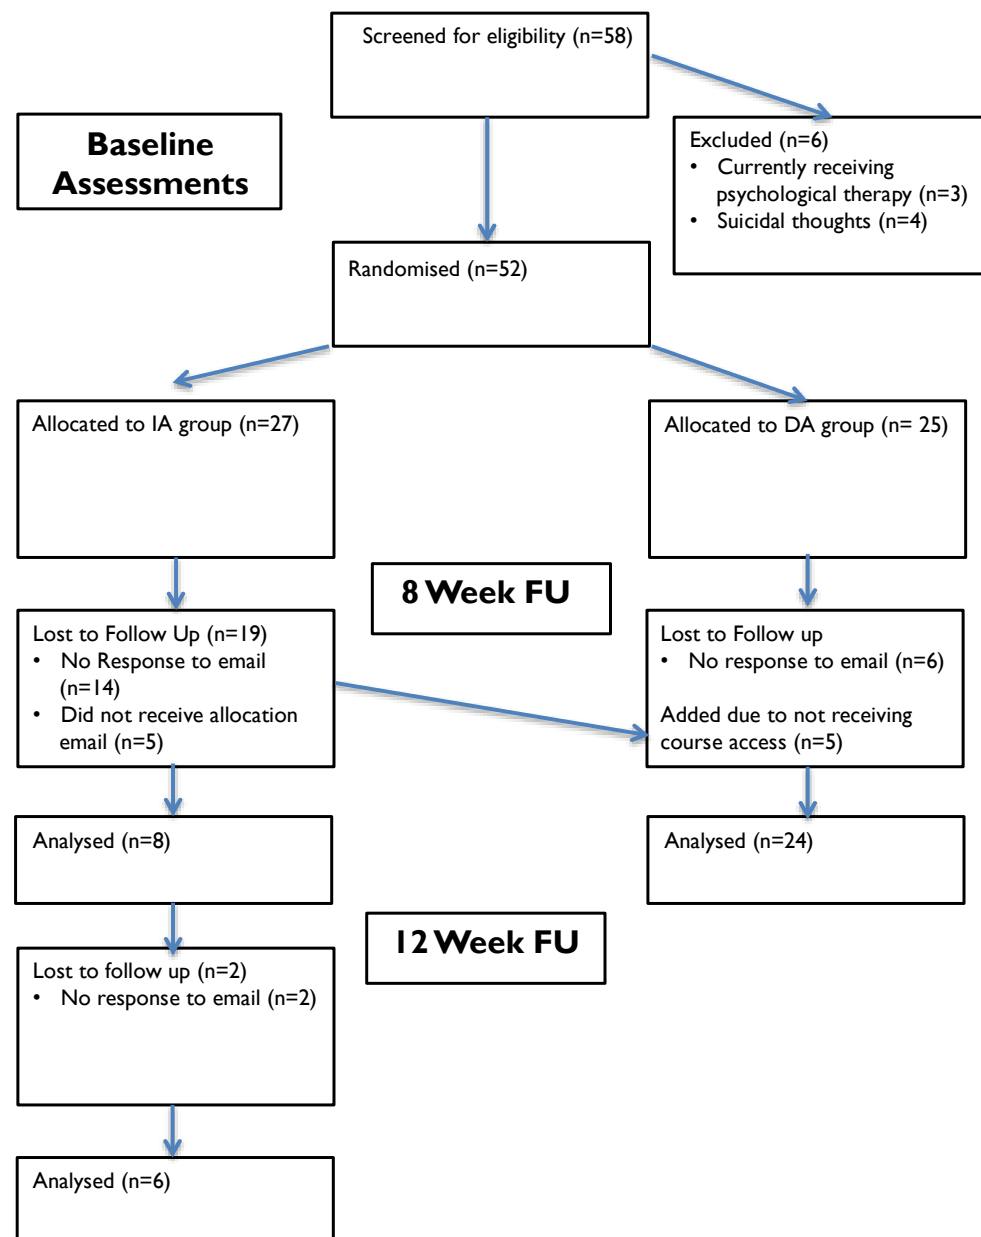 Screened for eligibility (n=58)
Baseline
Assessments
Excluded (n=6)
• Currently receiving
psychological therapy (n=3)
• Suicidal thoughts (n=4)
Randomised (n=52)
Allocated to IA group (n=27)
Allocated to DA group (n= 25)
8 Week FU
Lost to Follow Up (n=19)
• No Response to email
(n=14)
• Did not receive allocation
email (n=5)
Lost to Follow up
• No response to email (n=6)
Added due to not receiving
course access (n=5)
Analysed (n=8)
Analysed (n=24)
12 Week FU
Lost to follow up (n=2)
• No response to email (n=2)
Analysed (n=6)